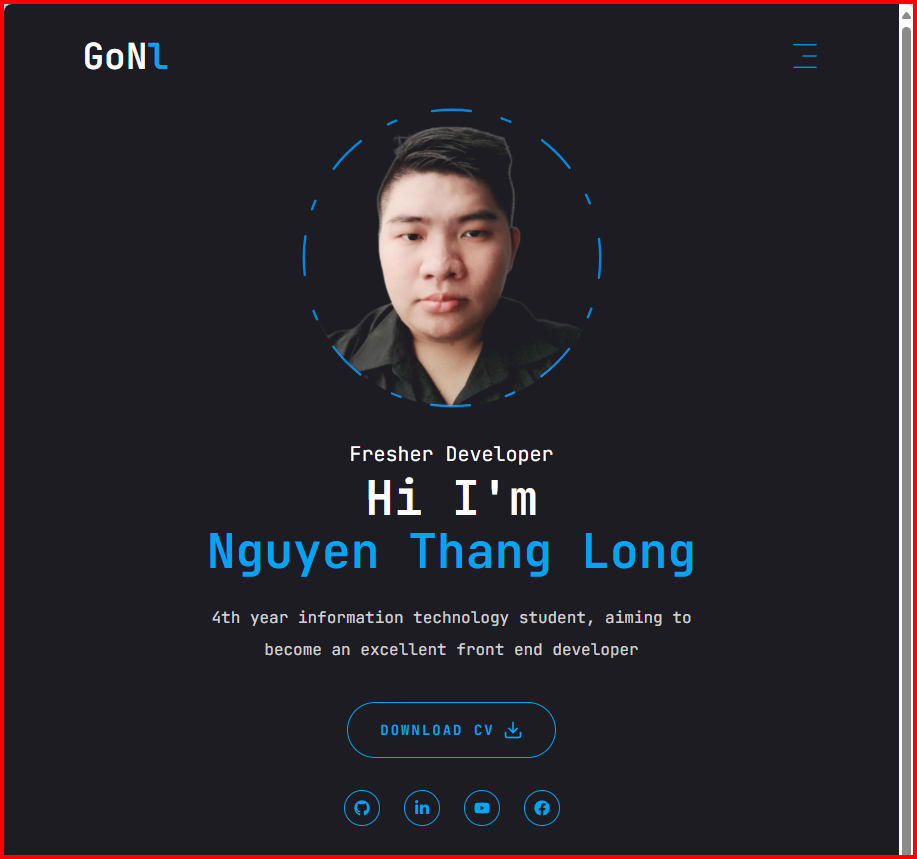 GoNl
Fresher Developer
Hi I'm
Nguyen Thang Long
4th year information technology student, aiming to
become an excellent front end developer
DOWNLOAD CV
in